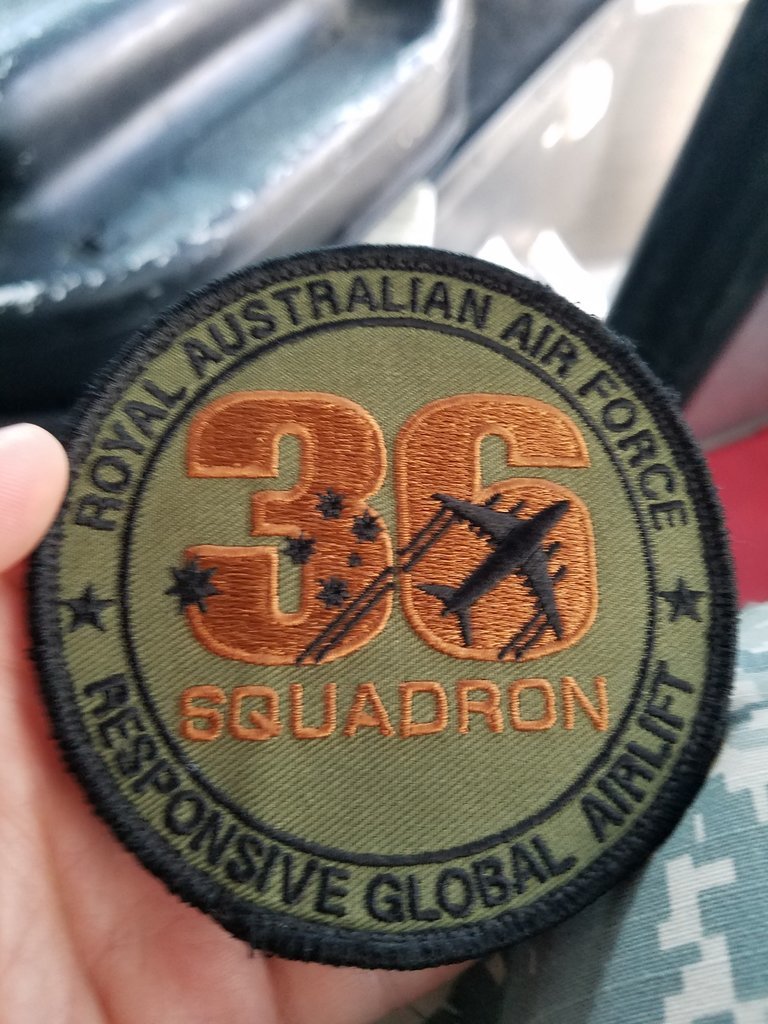 ROYAL AUSTRALIAN AIR FORCE
36
SQUADRON
RESPONSIVE GLOBAL AIRLIFT